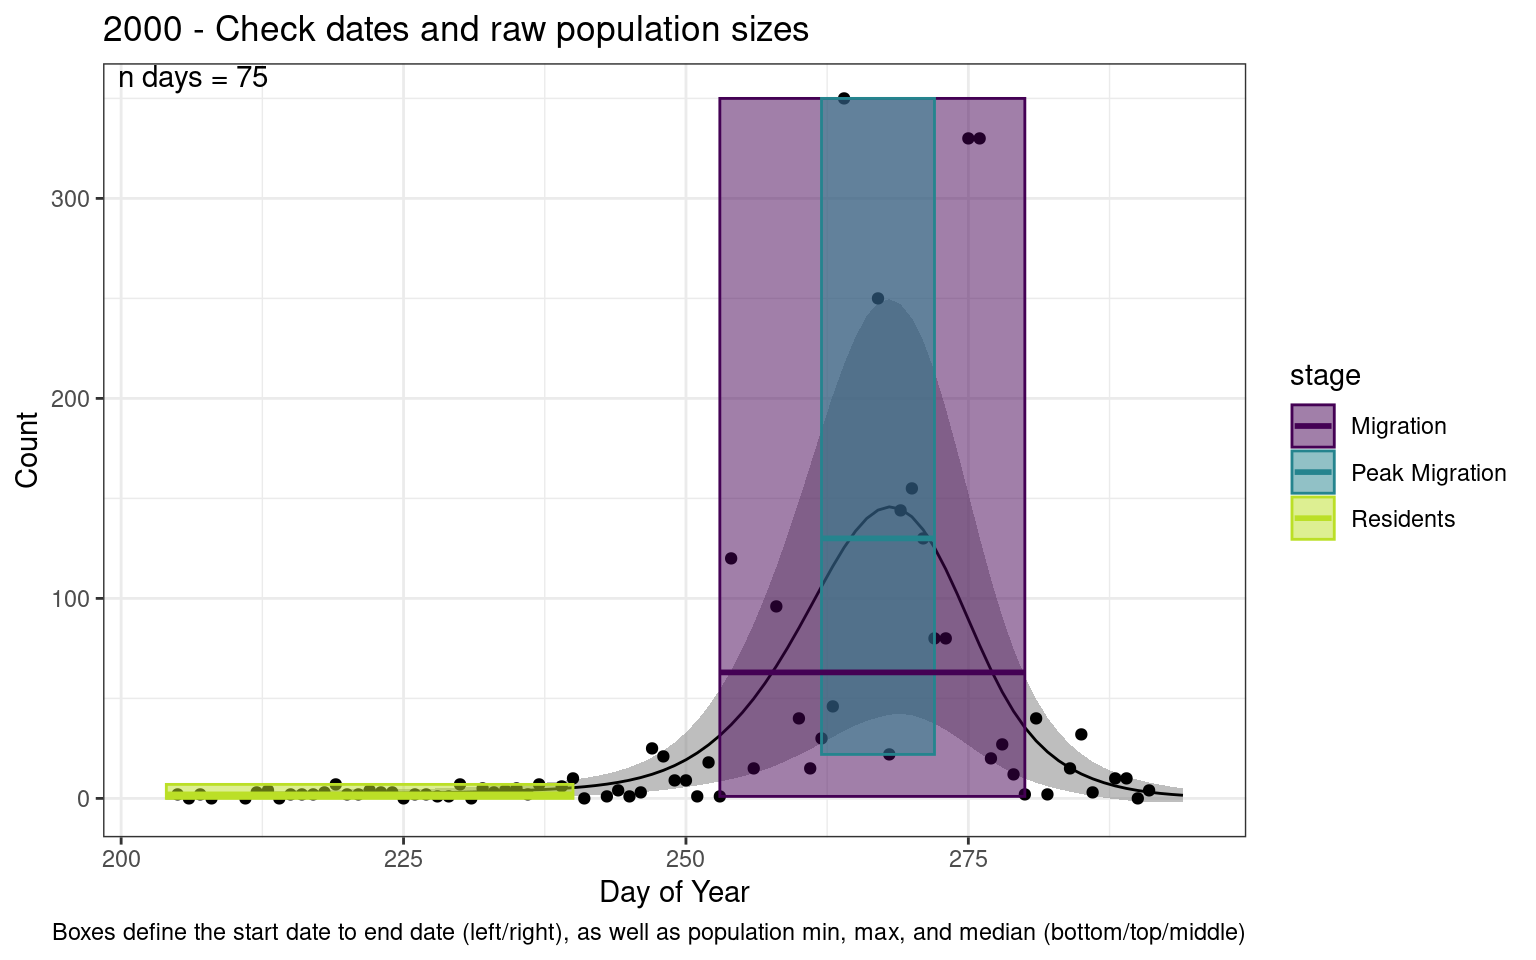 2000 - Check dates and raw population sizes
n days = 75
300
200
100
0
Count
200
225
250
275
Day of Year
stage
Migration
Peak Migration
Residents
Boxes define the start date to end date (left/right), as well as population min, max, and median (bottom/top/middle)